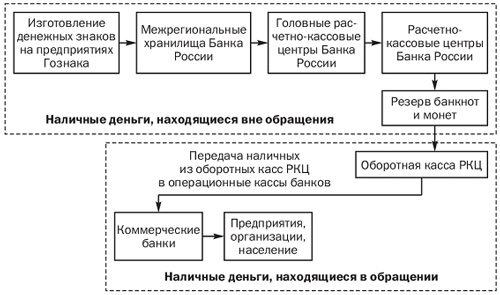 Изготовление
денежных знаков
на предприятиях
Гознака
Межрегиональные
хранилища Банка
России
Головные рас-
четно-кассовые
центры Банка
России
Расчетно-
кассовые центры
Банка России
Резерв банкнот
и монет
Наличные деньги, находящиеся вне обращения
Передача наличных
из оборотных касс РКЦ
в операционные кассы банков
Оборотная касса РКЦ
Коммерческие
банки
Предприятия,
организации,
население
Наличные деньги, находящиеся в обращении